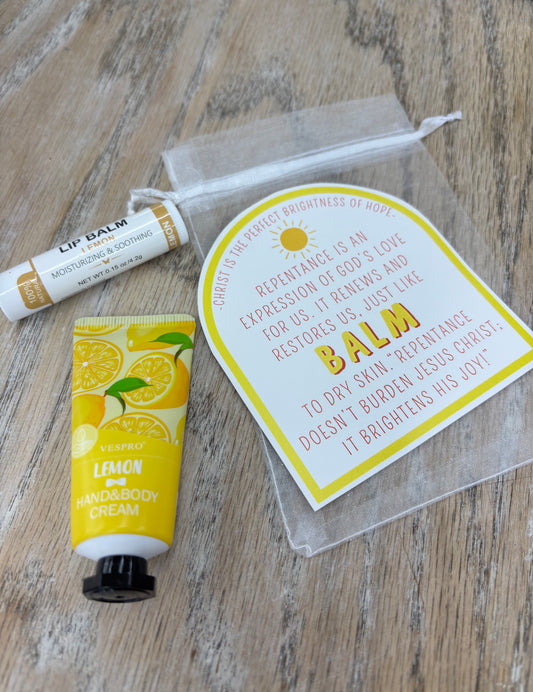 LIP BALM
LEMON
MOISTURIZING & SOOTHING
NET WT 0.15 oz/4.2g
-CHRIST IS THE PERFECT BRIGHTNESS OF HOPE-
REPENTANCE IS AN
EXPRESSION OF GOD'S LOVE
FOR US. IT RENEWS AND
RESTORES US, JUST LIKE
BALM
TO DRY SKIN. "REPENTANCE
DOESN'T BURDEN JESUS CHRIST;
IT BRIGHTENS HIS JOY!"
VESPRO
LEMON
HAND&BODY
CREAM